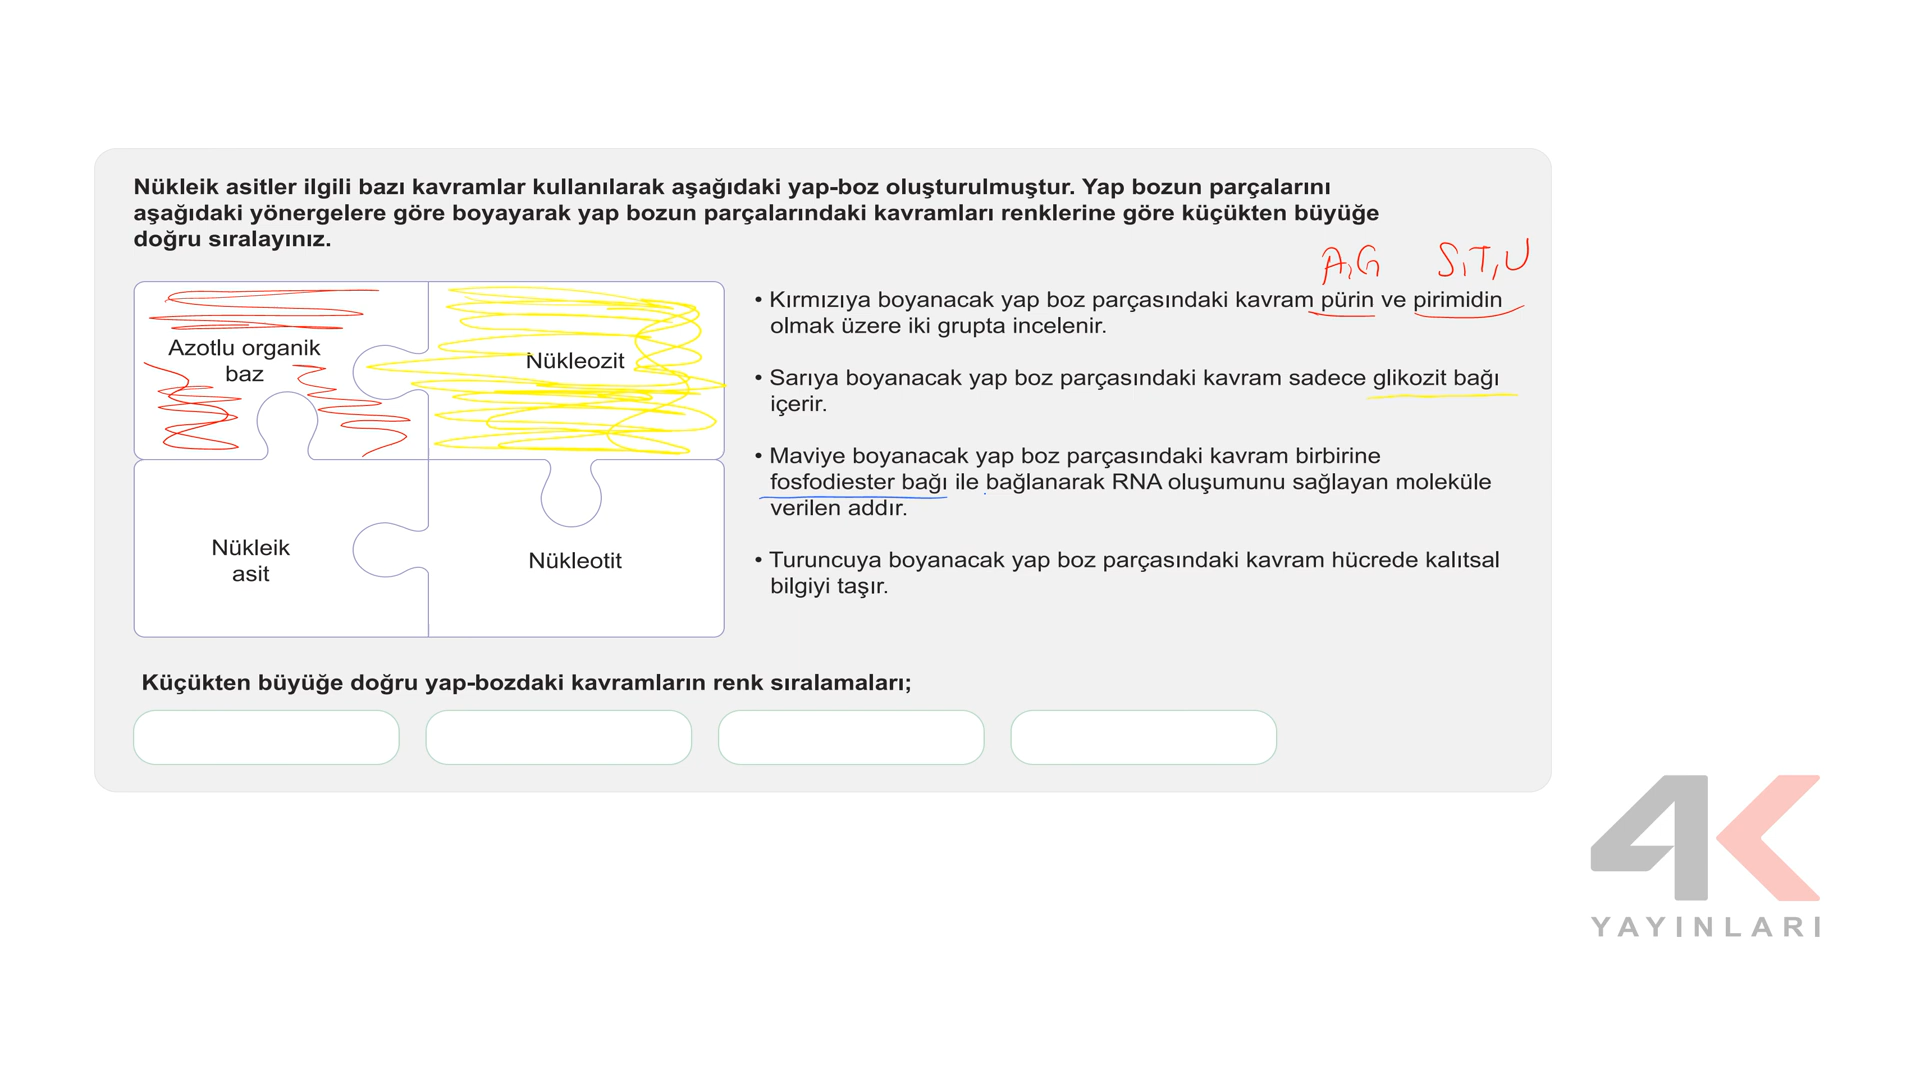 Nükleik asitler ilgili bazı kavramlar kullanılarak aşağıdaki yap-boz oluşturulmuştur. Yap bozun parçalarını
aşağıdaki yönergelere göre boyayarak yap bozun parçalarındaki kavramları renklerine göre küçükten büyüğe
doğru sıralayınız.
A,G S,T,U
Azotlu organik
baz
Nükleozit
Nükleik
asit
Nükleotit
• Kırmızıya boyanacak yap boz parçasındaki kavram pürin ve pirimidin
olmak üzere iki grupta incelenir.
• Sarıya boyanacak yap boz parçasındaki kavram sadece glikozit bağı
içerir.
• Maviye boyanacak yap boz parçasındaki kavram birbirine
fosfodiester bağı ile bağlanarak RNA oluşumunu sağlayan moleküle
verilen addır.
• Turuncuya boyanacak yap boz parçasındaki kavram hücrede kalıtsal
bilgiyi taşır.
Küçükten büyüğe doğru yap-bozdaki kavramların renk sıralamaları;
4K
YAYINLARI